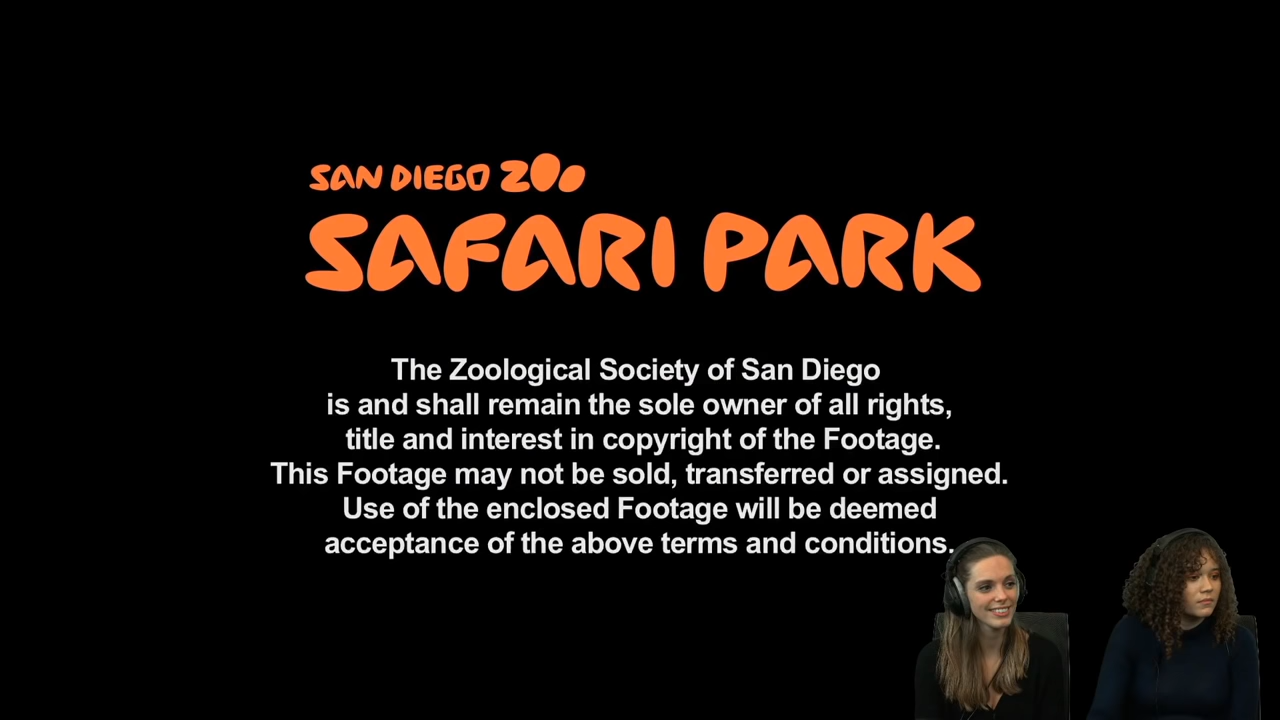 SAN DIEGO ZOO
SAFARI PARK
The Zoological Society of San Diego
is and shall remain the sole owner of all rights,
title and interest in copyright of the Footage.
This Footage may not be sold, transferred or assigned.
Use of the enclosed Footage will be deemed
acceptance of the above terms and conditions.